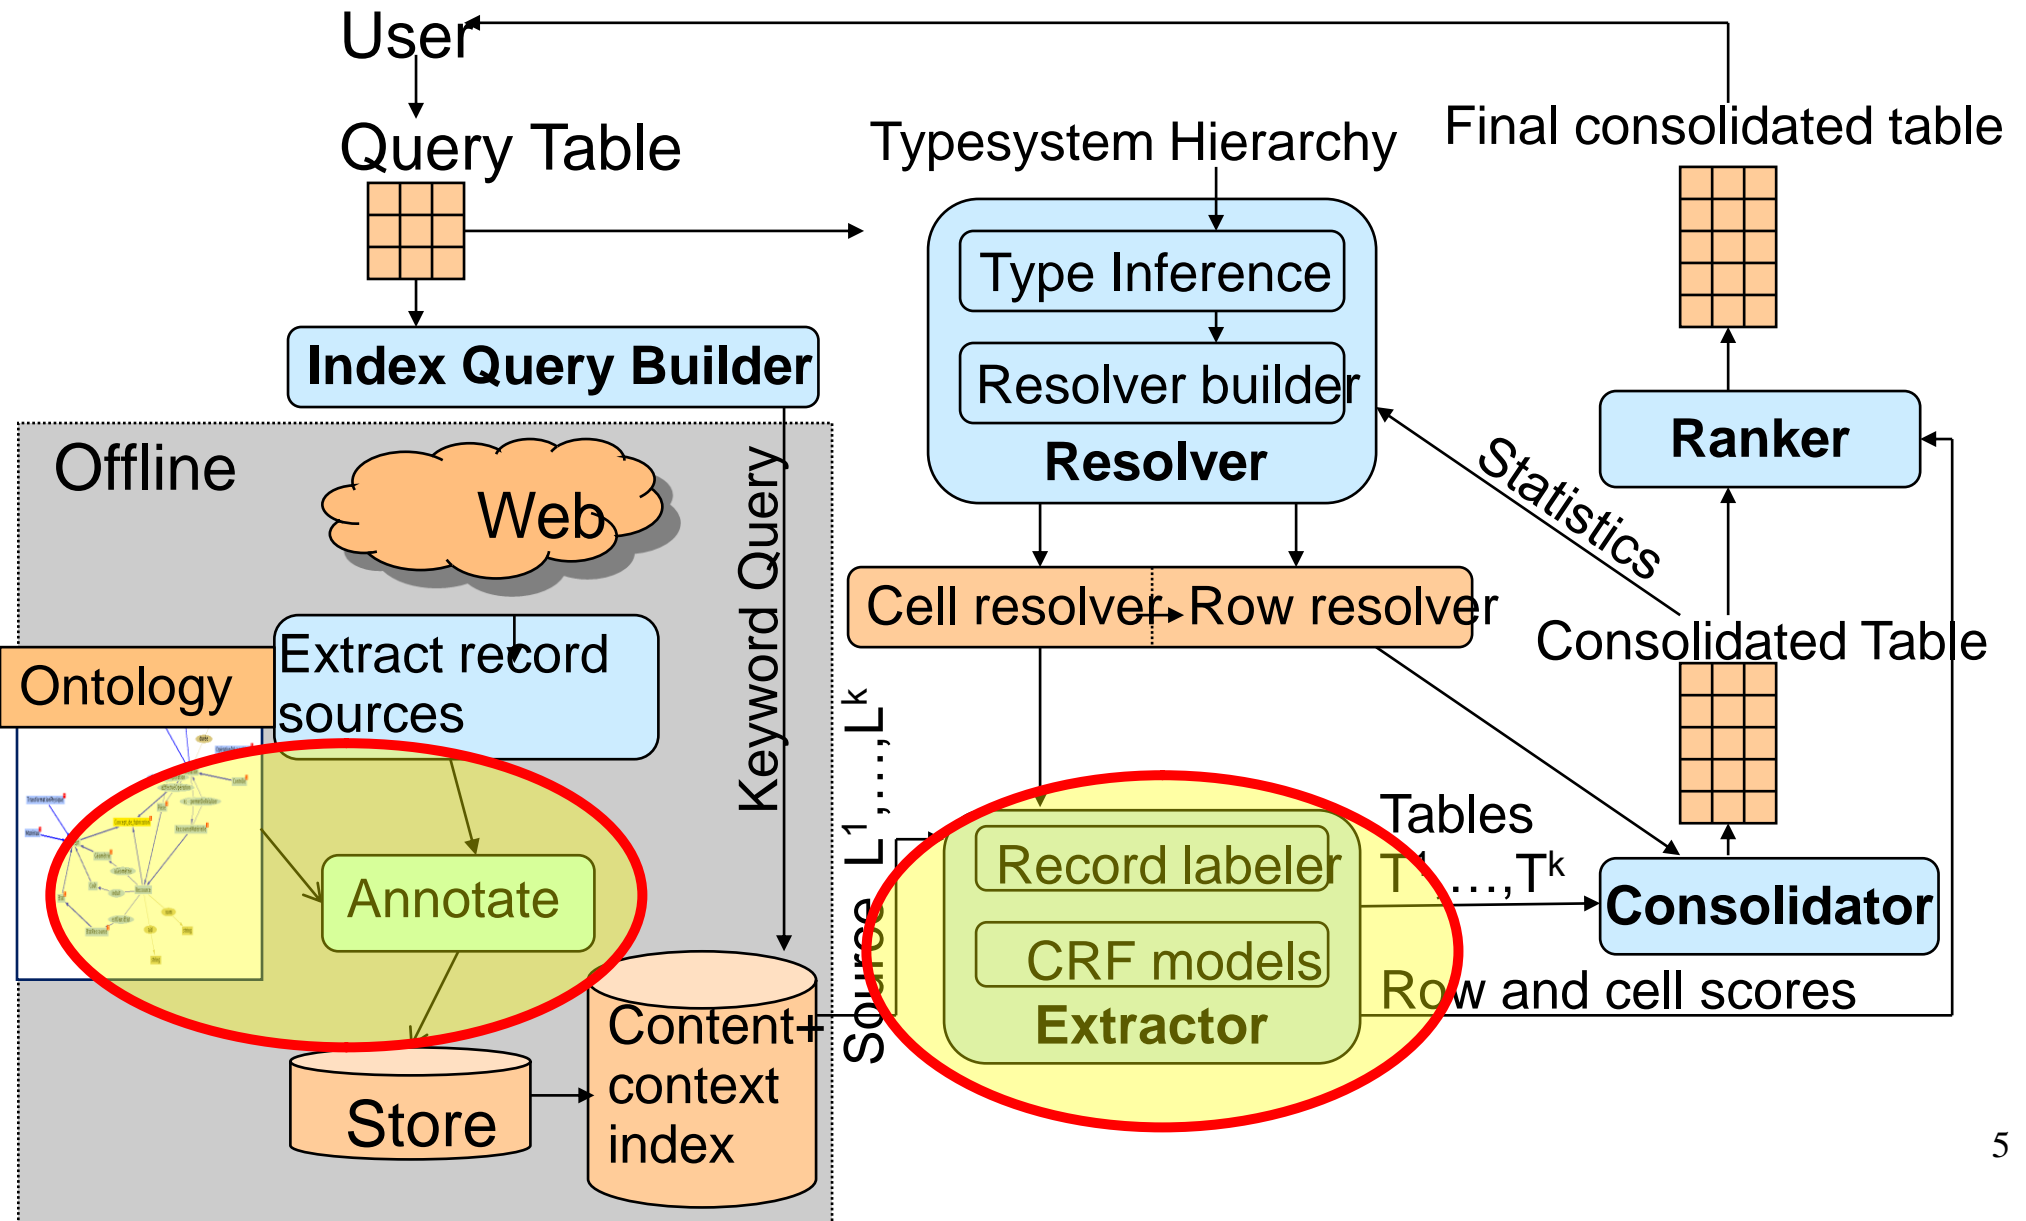 User
Query Table
Typesystem Hierarchy
Final consolidated table
Type Inference
Index Query Builder
Resolver builder
Resolver
Ranker
Offline
Web
Keyword Query
Statistics
Cell resolver
Row resolver
Consolidated Table
Extract record
sources
Ontology
Source L1,…,Lk
Tables
T1,…,Tk
Record labeler
Annotate
Consolidator
CRF models
Row and cell scores
Extractor
Content+
context
index
Store
5